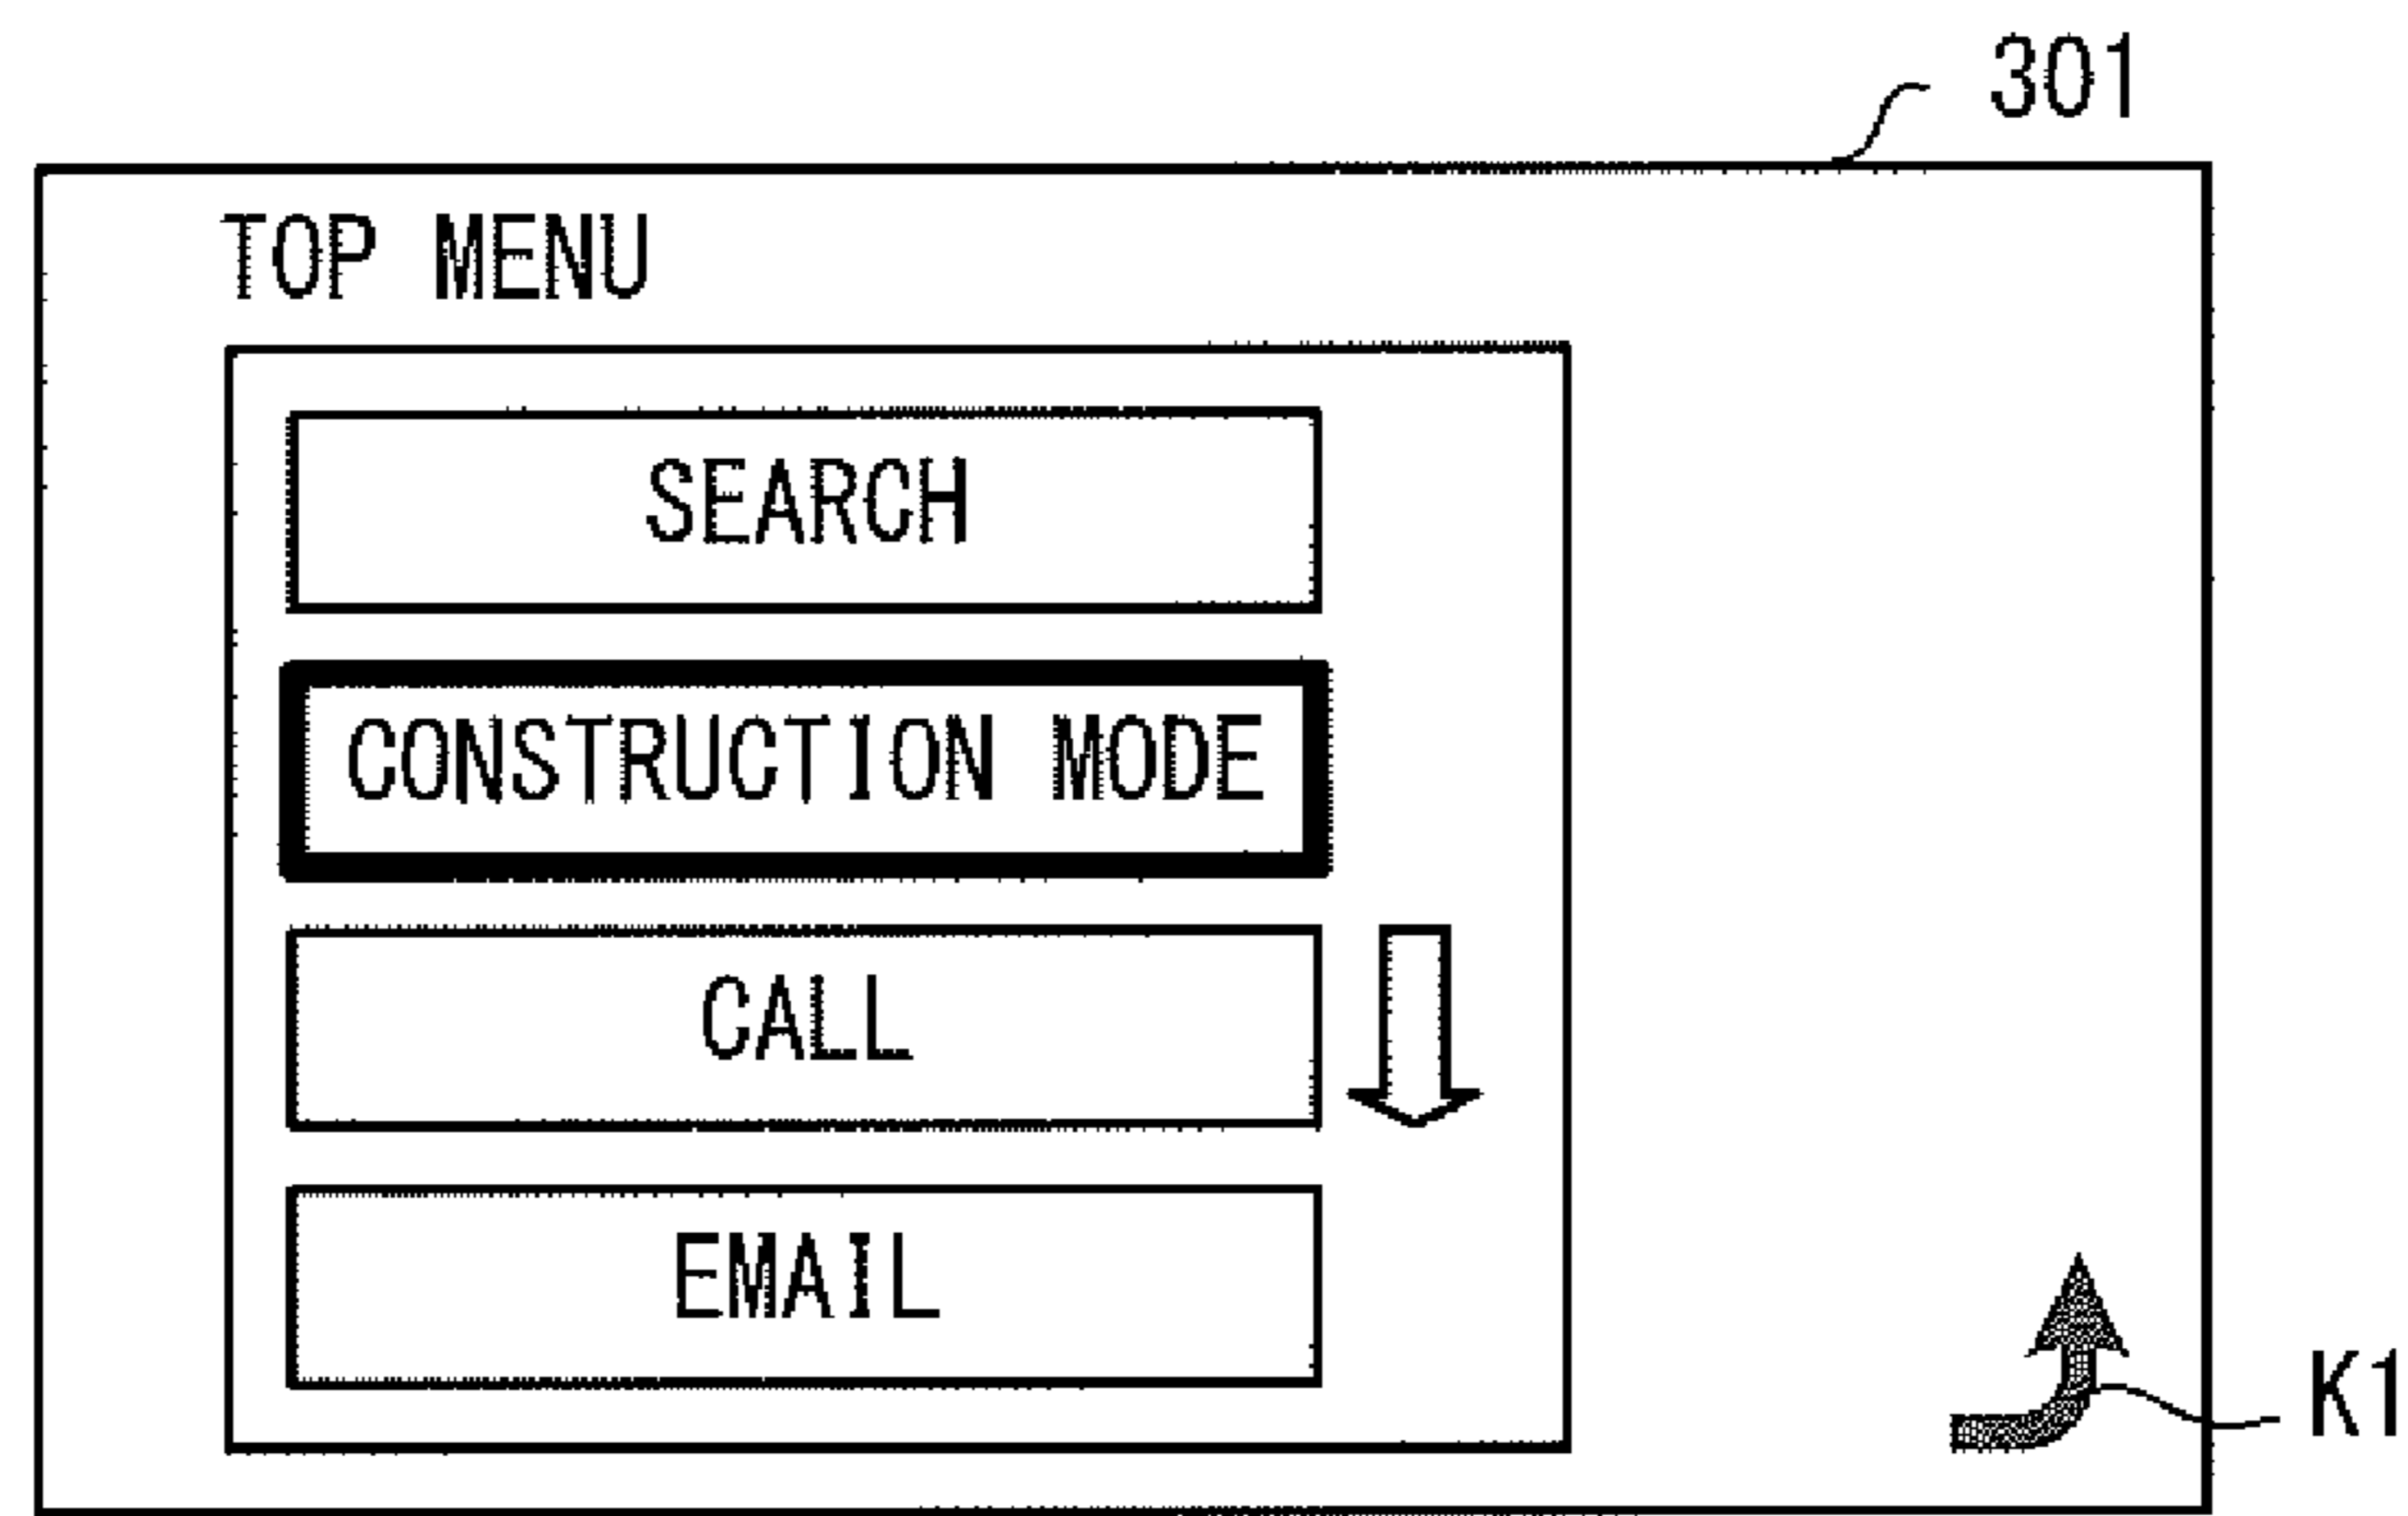 301
TOP MENU
SEARCH
CONSTRUCTION MODE
CALL
EMAIL
K1